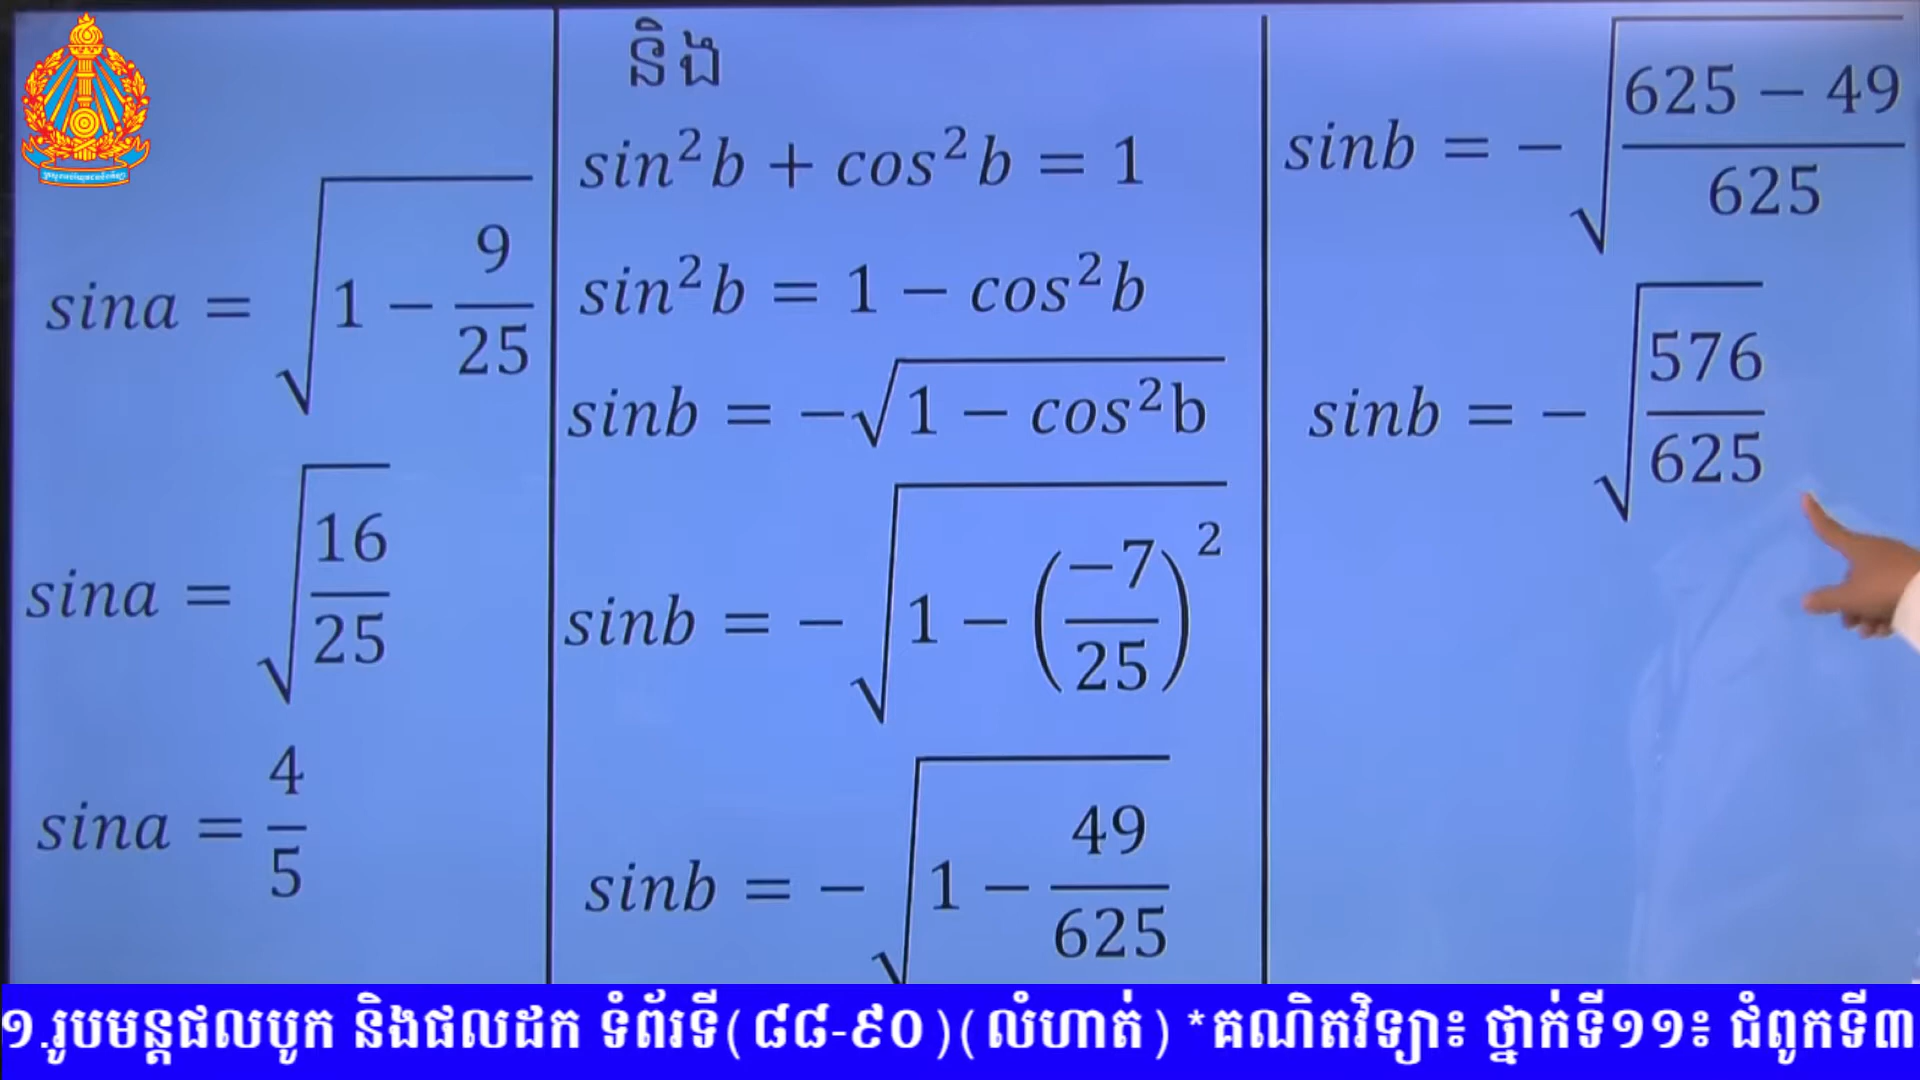 sina = √(1 − 9/25)
sina = √(16/25)
sina = 4/5
និង
sin²b + cos²b = 1
sin²b = 1 − cos²b
sinb = −√(1 − cos²b)
sinb = −√(1 − (−7/25)²)
sinb = −√(1 − 49/625)
sinb = −√((625 − 49)/625)
sinb = −√(576/625)
១.រូបមន្តផលបូក និងផលដក ទំព័រទី(៨៨-៩០)(លំហាត់) *គណិតវិទ្យា៖ ថ្នាក់ទី១១៖ ជំពូកទី៣